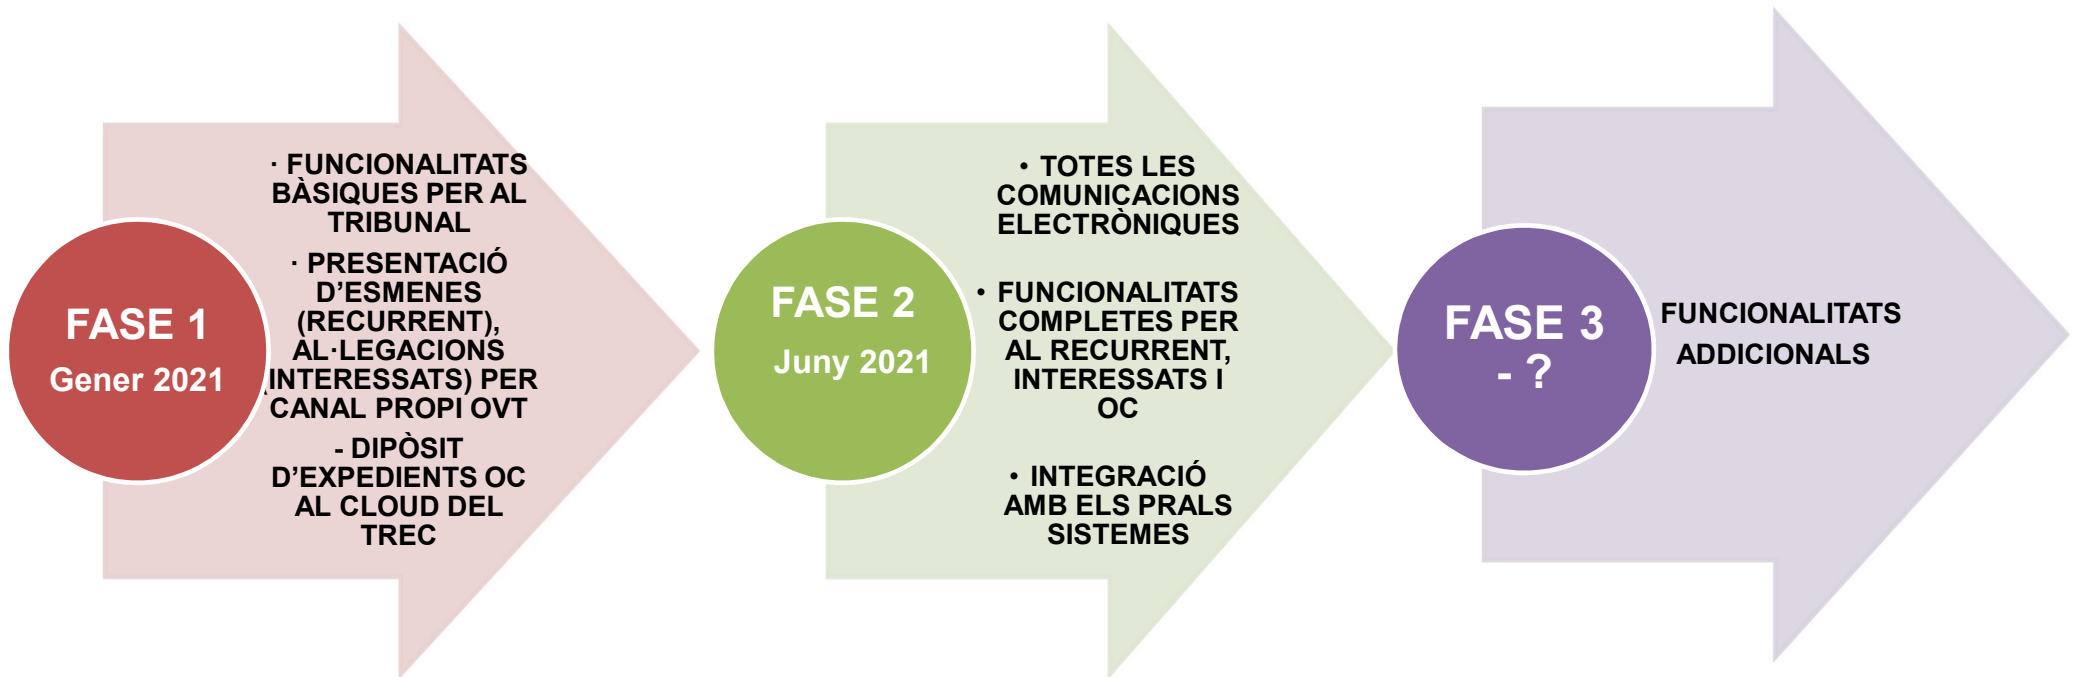 FASE 1
Gener 2021
· FUNCIONALITATS
BÀSIQUES PER AL
TRIBUNAL
· PRESENTACIÓ
D’ESMENES
(RECURRENT),
AL·LEGACIONS
(INTERESSATS) PER
CANAL PROPI OVT
- DIPÒSIT
D’EXPEDIENTS OC
AL CLOUD DEL
TREC
FASE 2
Juny 2021
• TOTES LES
COMUNICACIONS
ELECTRÒNIQUES
• FUNCIONALITATS
COMPLETES PER
AL RECURRENT,
INTERESSATS I
OC
• INTEGRACIÓ
AMB ELS PRALS
SISTEMES
FASE 3
- ?
FUNCIONALITATS
ADDICIONALS